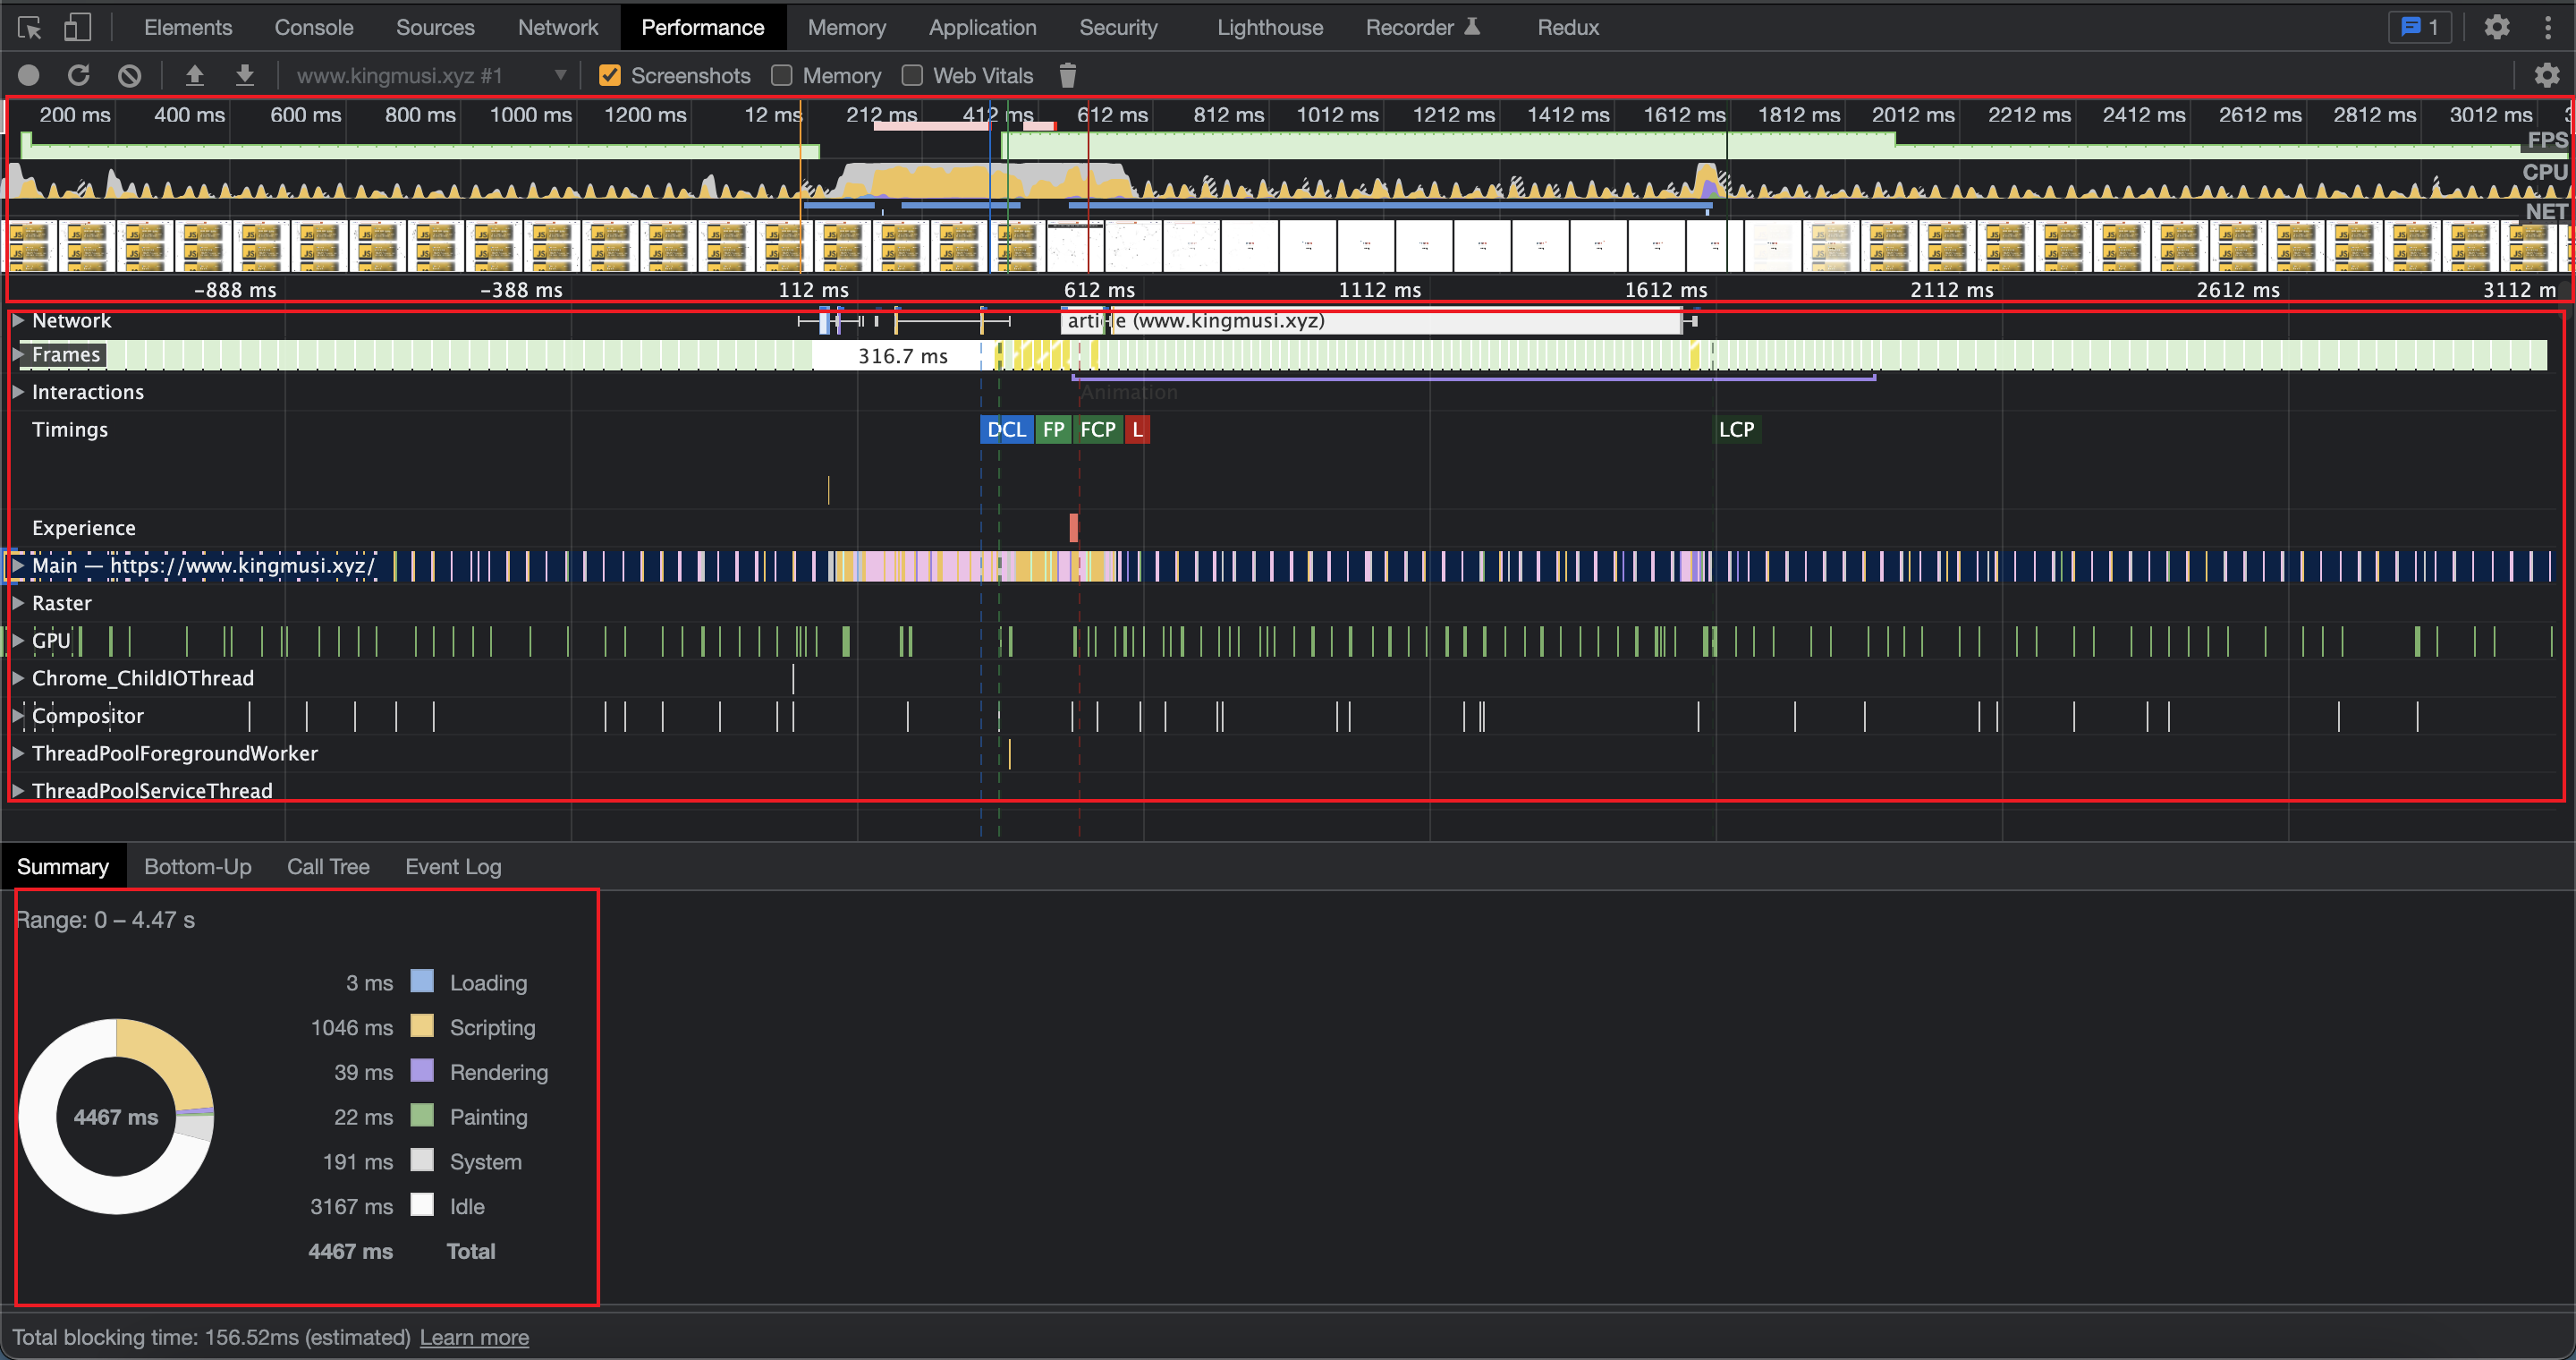 Elements Console Sources Network Performance Memory Application Security Lighthouse Recorder Redux 1
www.kingmusi.xyz #1 Screenshots Memory Web Vitals
200 ms 400 ms 600 ms 800 ms 1000 ms 1200 ms 12 ms 212 ms 412 ms 612 ms 812 ms 1012 ms 1212 ms 1412 ms 1612 ms 1812 ms 2012 ms 2212 ms 2412 ms 2612 ms 2812 ms 3012 ms
FPS
CPU
NET
-888 ms -388 ms 112 ms 612 ms 1112 ms 1612 ms 2112 ms 2612 ms 3112 m
Network article (www.kingmusi.xyz)
Frames 316.7 ms
Interactions Animation
Timings DCL FP FCP L LCP
Experience
Main — https://www.kingmusi.xyz/
Raster
GPU
Chrome_ChildIOThread
Compositor
ThreadPoolForegroundWorker
ThreadPoolServiceThread
Summary Bottom-Up Call Tree Event Log
Range: 0 – 4.47 s
3 ms Loading
1046 ms Scripting
39 ms Rendering
4467 ms
22 ms Painting
191 ms System
3167 ms Idle
4467 ms Total
Total blocking time: 156.52ms (estimated) Learn more